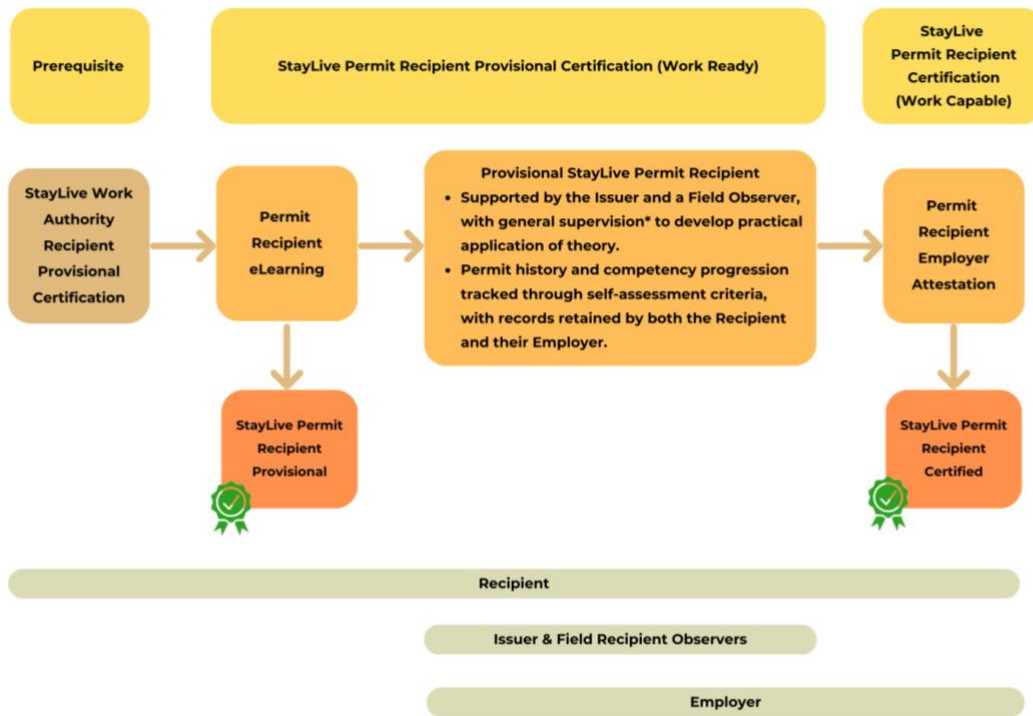 Prerequisite
StayLive Permit Recipient Provisional Certification (Work Ready)
StayLive
Permit Recipient
Certification
(Work Capable)
StayLive Work
Authority
Recipient
Provisional
Certification
Permit
Recipient
eLearning
Provisional StayLive Permit Recipient
• Supported by the Issuer and a Field Observer,
with general supervision* to develop practical
application of theory.
• Permit history and competency progression
tracked through self-assessment criteria,
with records retained by both the Recipient
and their Employer.
Permit
Recipient
Employer
Attestation
StayLive Permit
Recipient
Provisional
StayLive Permit
Recipient
Certified
Recipient
Issuer & Field Recipient Observers
Employer